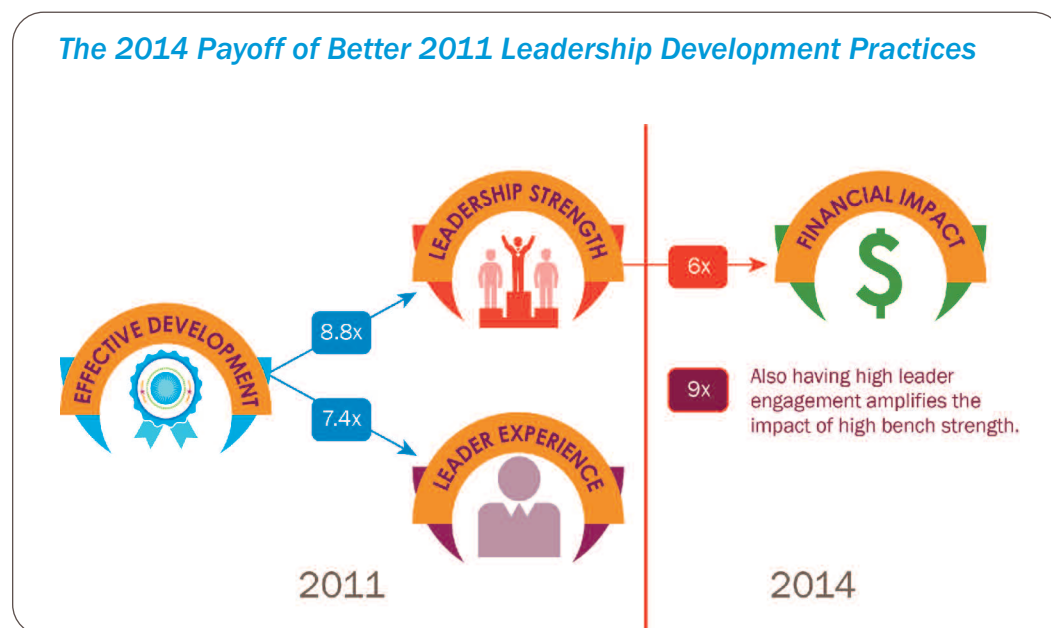 The 2014 Payoff of Better 2011 Leadership Development Practices
LEADERSHIP STRENGTH
FINANCIAL IMPACT
6x
EFFECTIVE DEVELOPMENT
8.8x
7.4x
9x
Also having high leader
engagement amplifies the
impact of high bench strength.
LEADER EXPERIENCE
2011
2014